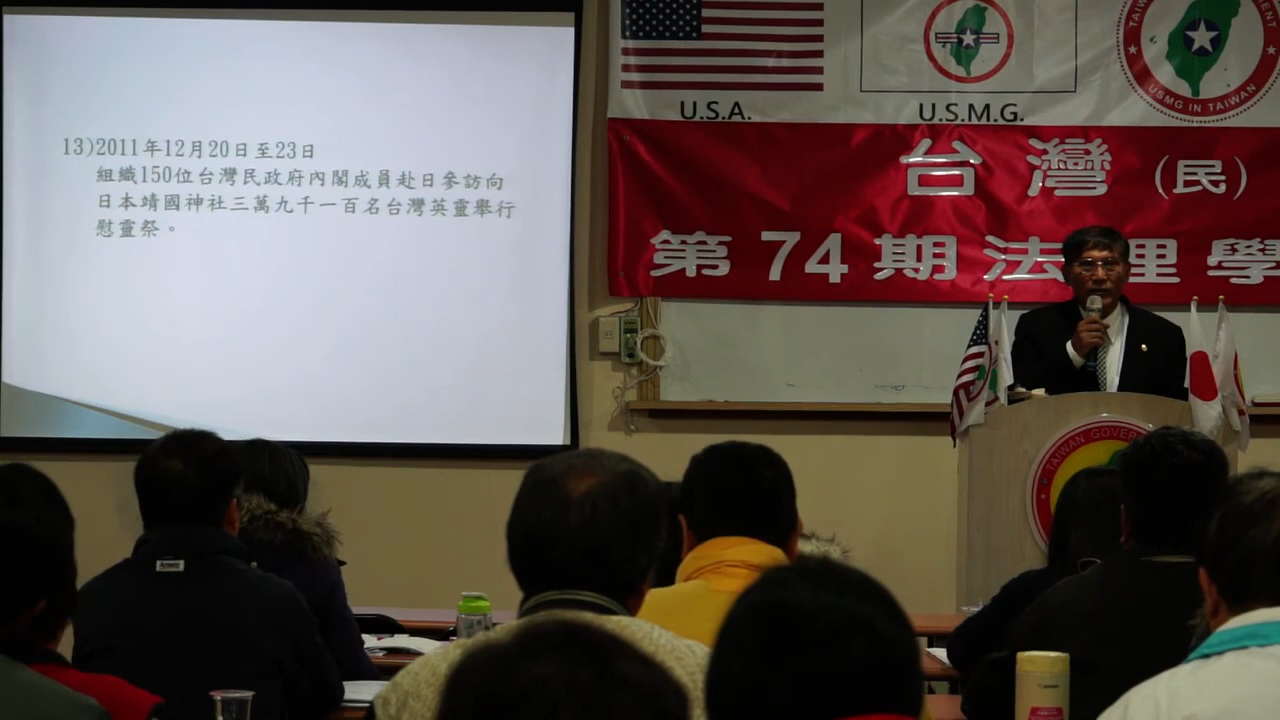 13)2011年12月20日至23日
組織150位台灣民政府內閣成員赴日參訪向
日本靖國神社三萬九千一百名台灣英靈舉行
慰靈祭。
U.S.A.
U.S.M.G.
USMG IN TAIWAN
台灣(民)
第74期法理學
TAIWAN GOVER